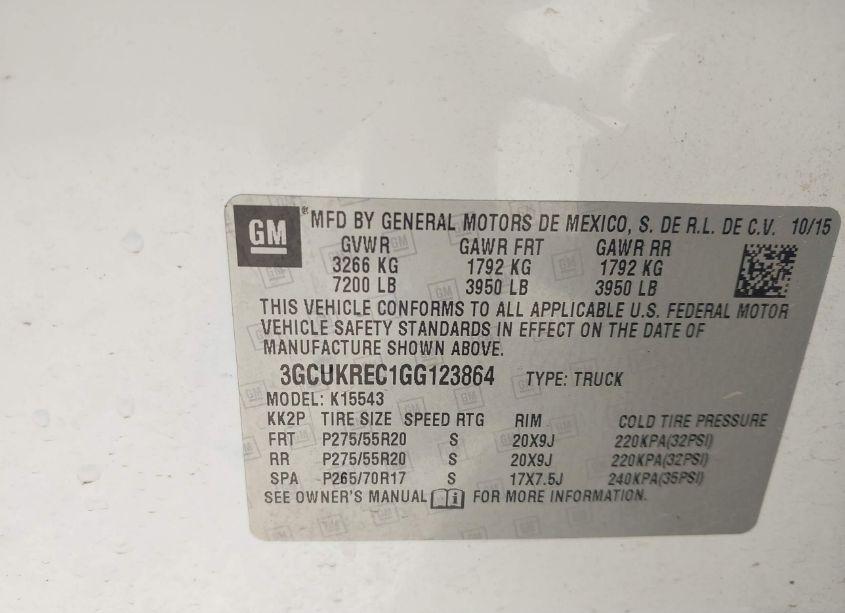 GM ® MFD BY GENERAL MOTORS DE MEXICO, S. DE R.L. DE C.V. 10/15
GVWR GAWR FRT GAWR RR
3266 KG 1792 KG 1792 KG
7200 LB 3950 LB 3950 LB
THIS VEHICLE CONFORMS TO ALL APPLICABLE U.S. FEDERAL MOTOR
VEHICLE SAFETY STANDARDS IN EFFECT ON THE DATE OF
MANUFACTURE SHOWN ABOVE.
3GCUKREC1GG123864 TYPE: TRUCK
MODEL: K15543
KK2P TIRE SIZE SPEED RTG RIM COLD TIRE PRESSURE
FRT P275/55R20 S 20X9J 220KPA(32PSI)
RR P275/55R20 S 20X9J 220KPA(32PSI)
SPA P265/70R17 S 17X7.5J 240KPA(35PSI)
SEE OWNER'S MANUAL i FOR MORE INFORMATION.